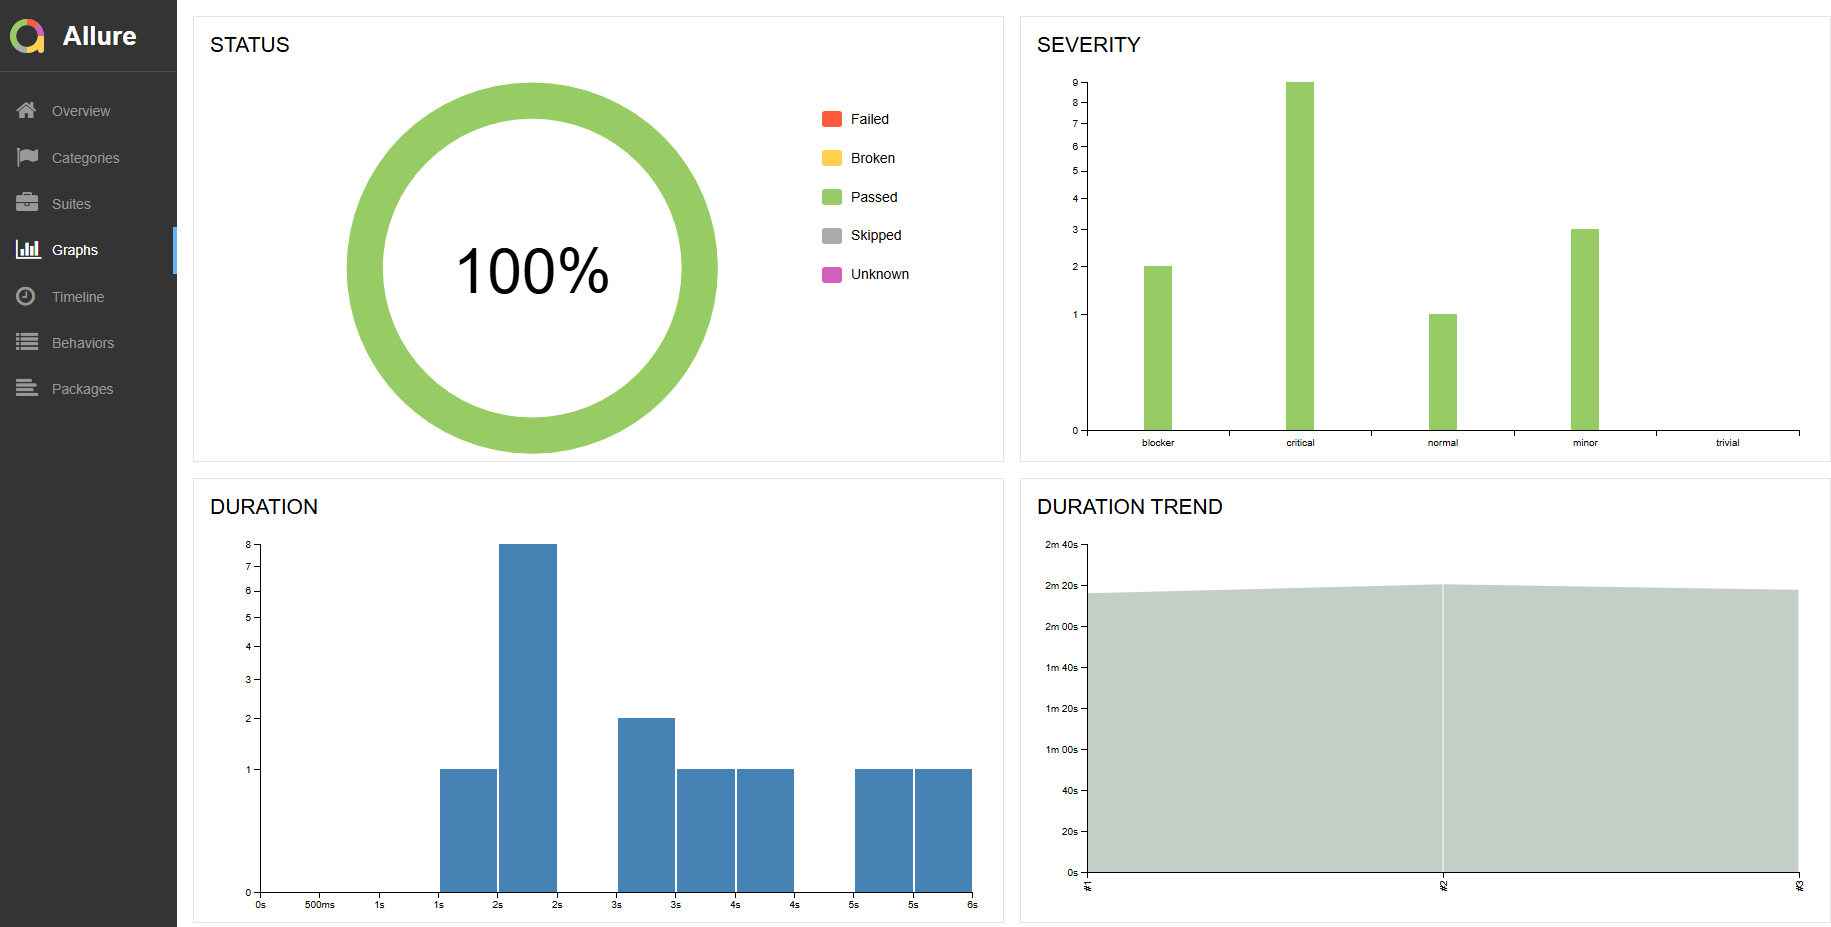 Allure
Overview
Categories
Suites
Graphs
Timeline
Behaviors
Packages
STATUS
100%
Failed
Broken
Passed
Skipped
Unknown
SEVERITY
9
8
7
6
5
4
3
2
1
0
blocker critical normal minor trivial
DURATION
8
7
6
5
4
3
2
1
0
0s 500ms 1s 1s 2s 2s 3s 3s 4s 4s 5s 5s 6s
DURATION TREND
2m 40s
2m 20s
2m 00s
1m 40s
1m 20s
1m 00s
40s
20s
0s
#1 #2 #3